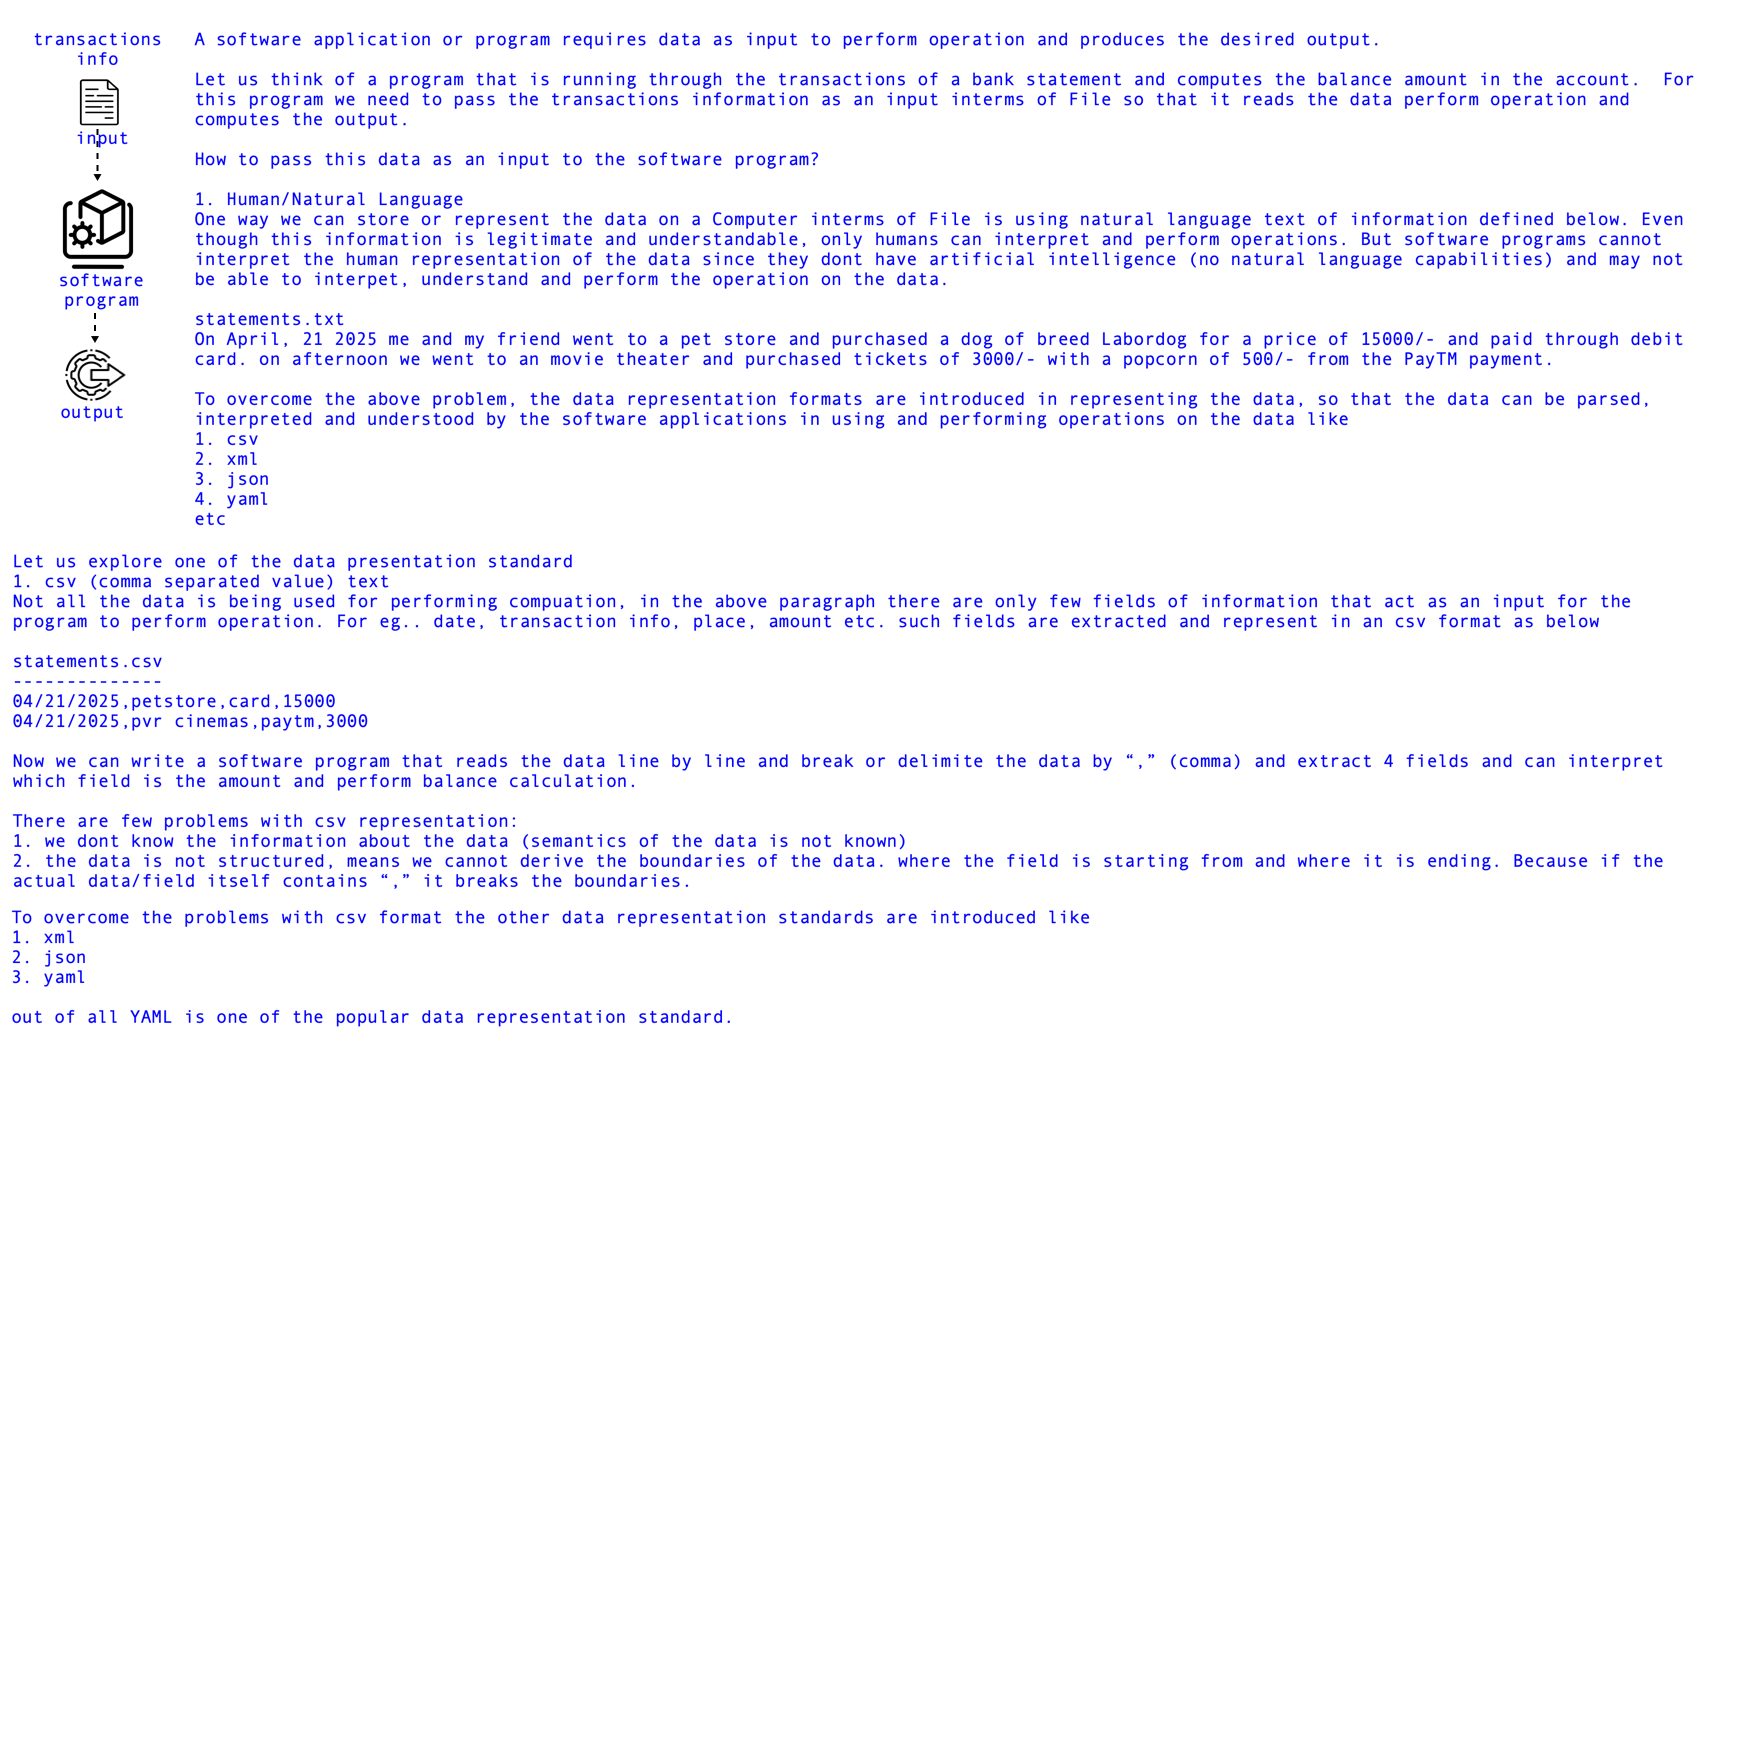 transactions
info
input
software
program
output
A software application or program requires data as input to perform operation and produces the desired output.
Let us think of a program that is running through the transactions of a bank statement and computes the balance amount in the account.  For
this program we need to pass the transactions information as an input interms of File so that it reads the data perform operation and
computes the output.
How to pass this data as an input to the software program?
1. Human/Natural Language
One way we can store or represent the data on a Computer interms of File is using natural language text of information defined below. Even
though this information is legitimate and understandable, only humans can interpret and perform operations. But software programs cannot
interpret the human representation of the data since they dont have artificial intelligence (no natural language capabilities) and may not
be able to interpet, understand and perform the operation on the data.
statements.txt
On April, 21 2025 me and my friend went to a pet store and purchased a dog of breed Labordog for a price of 15000/- and paid through debit
card. on afternoon we went to an movie theater and purchased tickets of 3000/- with a popcorn of 500/- from the PayTM payment.
To overcome the above problem, the data representation formats are introduced in representing the data, so that the data can be parsed,
interpreted and understood by the software applications in using and performing operations on the data like
1. csv
2. xml
3. json
4. yaml
etc
Let us explore one of the data presentation standard
1. csv (comma separated value) text
Not all the data is being used for performing compuation, in the above paragraph there are only few fields of information that act as an input for the
program to perform operation. For eg.. date, transaction info, place, amount etc. such fields are extracted and represent in an csv format as below
statements.csv
--------------
04/21/2025,petstore,card,15000
04/21/2025,pvr cinemas,paytm,3000
Now we can write a software program that reads the data line by line and break or delimite the data by “,” (comma) and extract 4 fields and can interpret
which field is the amount and perform balance calculation.
There are few problems with csv representation:
1. we dont know the information about the data (semantics of the data is not known)
2. the data is not structured, means we cannot derive the boundaries of the data. where the field is starting from and where it is ending. Because if the
actual data/field itself contains “,” it breaks the boundaries.
To overcome the problems with csv format the other data representation standards are introduced like
1. xml
2. json
3. yaml
out of all YAML is one of the popular data representation standard.